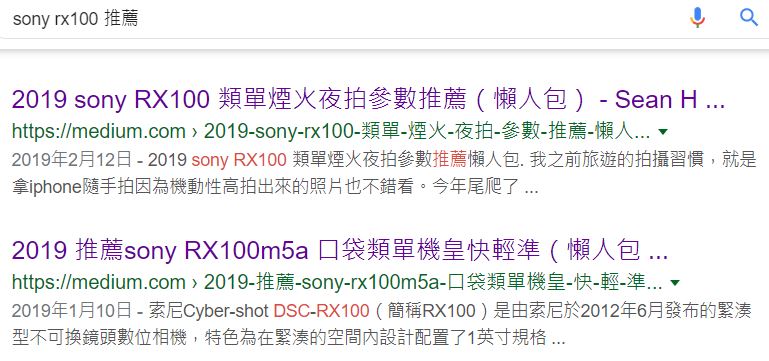 sony rx100 推薦
2019 sony RX100 類單煙火夜拍參數推薦（懶人包） - Sean H ...
https://medium.com › 2019-sony-rx100-類單-煙火-夜拍-參數-推薦-懶人...
2019年2月12日 - 2019 sony RX100 類單煙火夜拍參數推薦懶人包. 我之前旅遊的拍攝習慣，就是
拿iphone隨手拍因為機動性高拍出來的照片也不錯看。今年尾爬了 ...
2019 推薦sony RX100m5a 口袋類單機皇快輕準（懶人包 ...
https://medium.com › 2019-推薦-sony-rx100m5a-口袋類單機皇-快-輕-準...
2019年1月10日 - 索尼Cyber-shot DSC-RX100（簡稱RX100）是由索尼於2012年6月發布的緊湊
型不可換鏡頭數位相機，特色為在緊湊的空間內設計配置了1英寸規格 ...